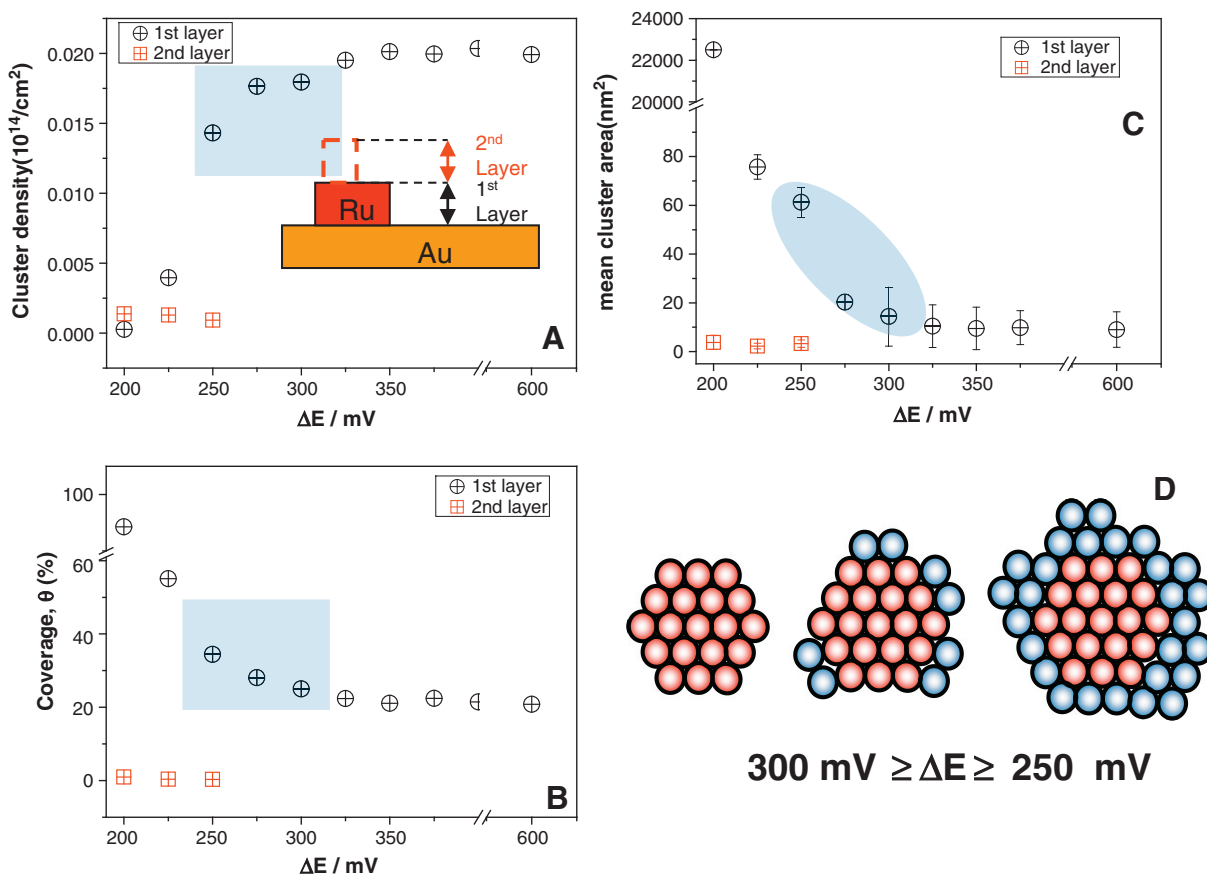 1st layer
2nd layer
Cluster density(10¹⁴/cm²)
0.020
0.015
0.010
0.005
0.000
2nd
Layer
1st
Layer
Ru
Au
A
200
250
300
350
600
ΔE / mV
24000
22000
20000
80
60
40
20
0
mean cluster area(nm²)
1st layer
2nd layer
C
200
250
300
350
600
ΔE / mV
100
60
40
20
0
Coverage, θ (%)
1st layer
2nd layer
B
200
250
300
350
600
ΔE / mV
D
300 mV ≥ ΔE ≥ 250 mV